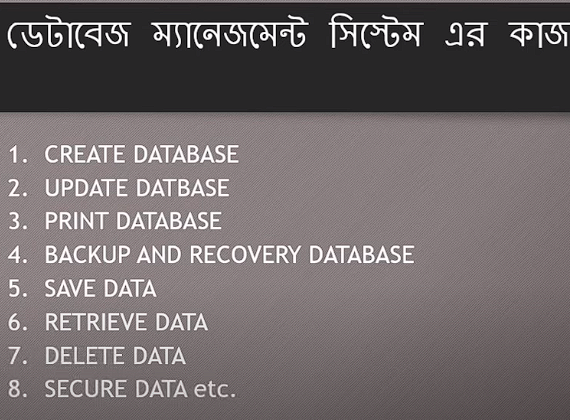 ডেটাবেজ ম্যানেজমেন্ট সিস্টেম এর কাজ
1. CREATE DATABASE
2. UPDATE DATBASE
3. PRINT DATABASE
4. BACKUP AND RECOVERY DATABASE
5. SAVE DATA
6. RETRIEVE DATA
7. DELETE DATA
8. SECURE DATA etc.